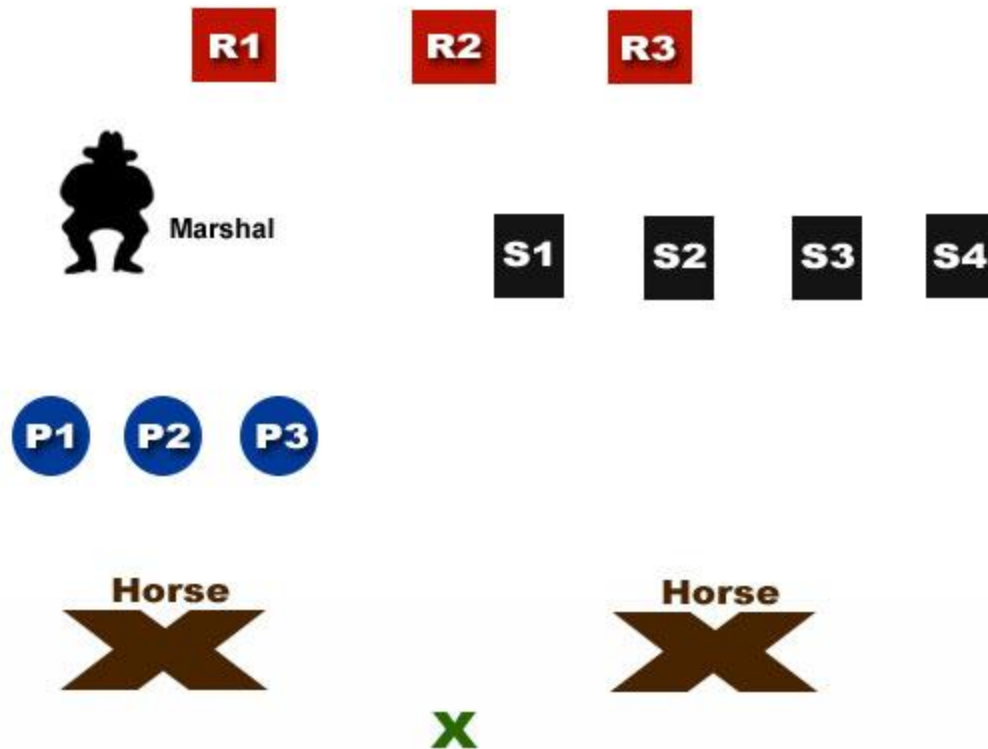 R1 R2 R3
Marshal
S1 S2 S3 S4
P1 P2 P3
Horse Horse
X